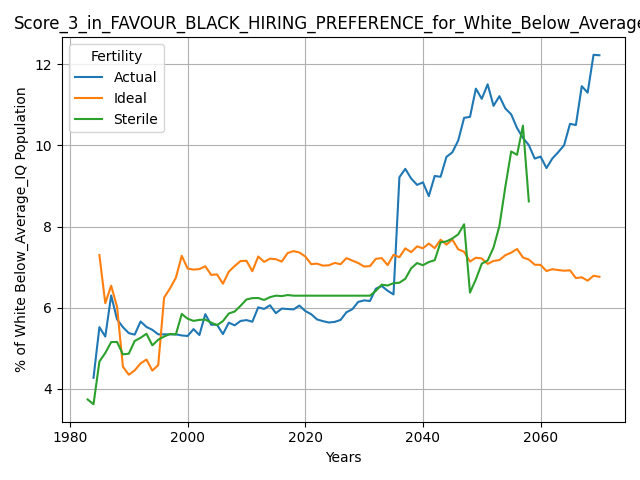 Score_3_in_FAVOUR_BLACK_HIRING_PREFERENCE_for_White_Below_Average
Fertility
Actual
Ideal
Sterile
% of White Below_Average_IQ Population
12
10
8
6
4
1980 2000 2020 2040 2060
Years